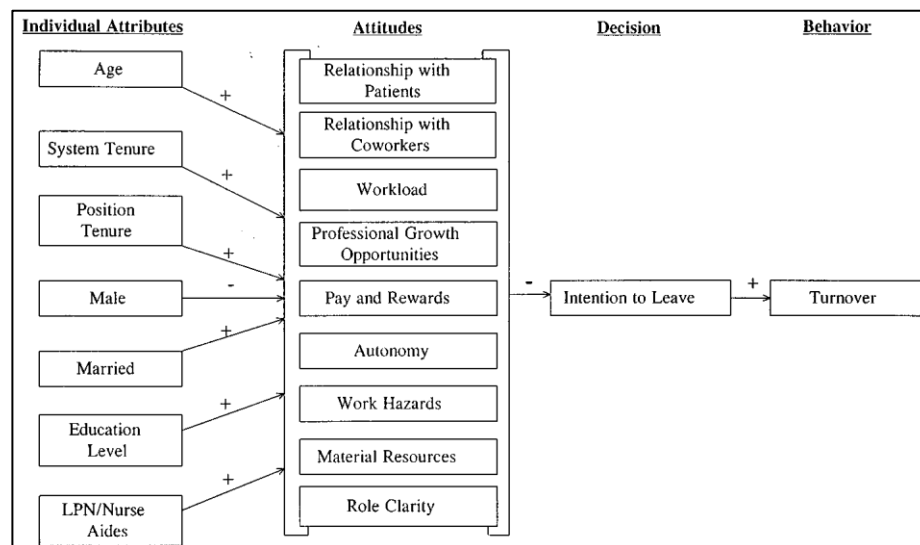 Individual Attributes
Attitudes
Decision
Behavior
Age
+
System Tenure
+
Position
Tenure
+
Male
-
Married
+
Education
Level
+
LPN/Nurse
Aides
+
Relationship with
Patients
Relationship with
Coworkers
Workload
Professional Growth
Opportunities
Pay and Rewards
Autonomy
Work Hazards
Material Resources
Role Clarity
-
Intention to Leave
+
Turnover